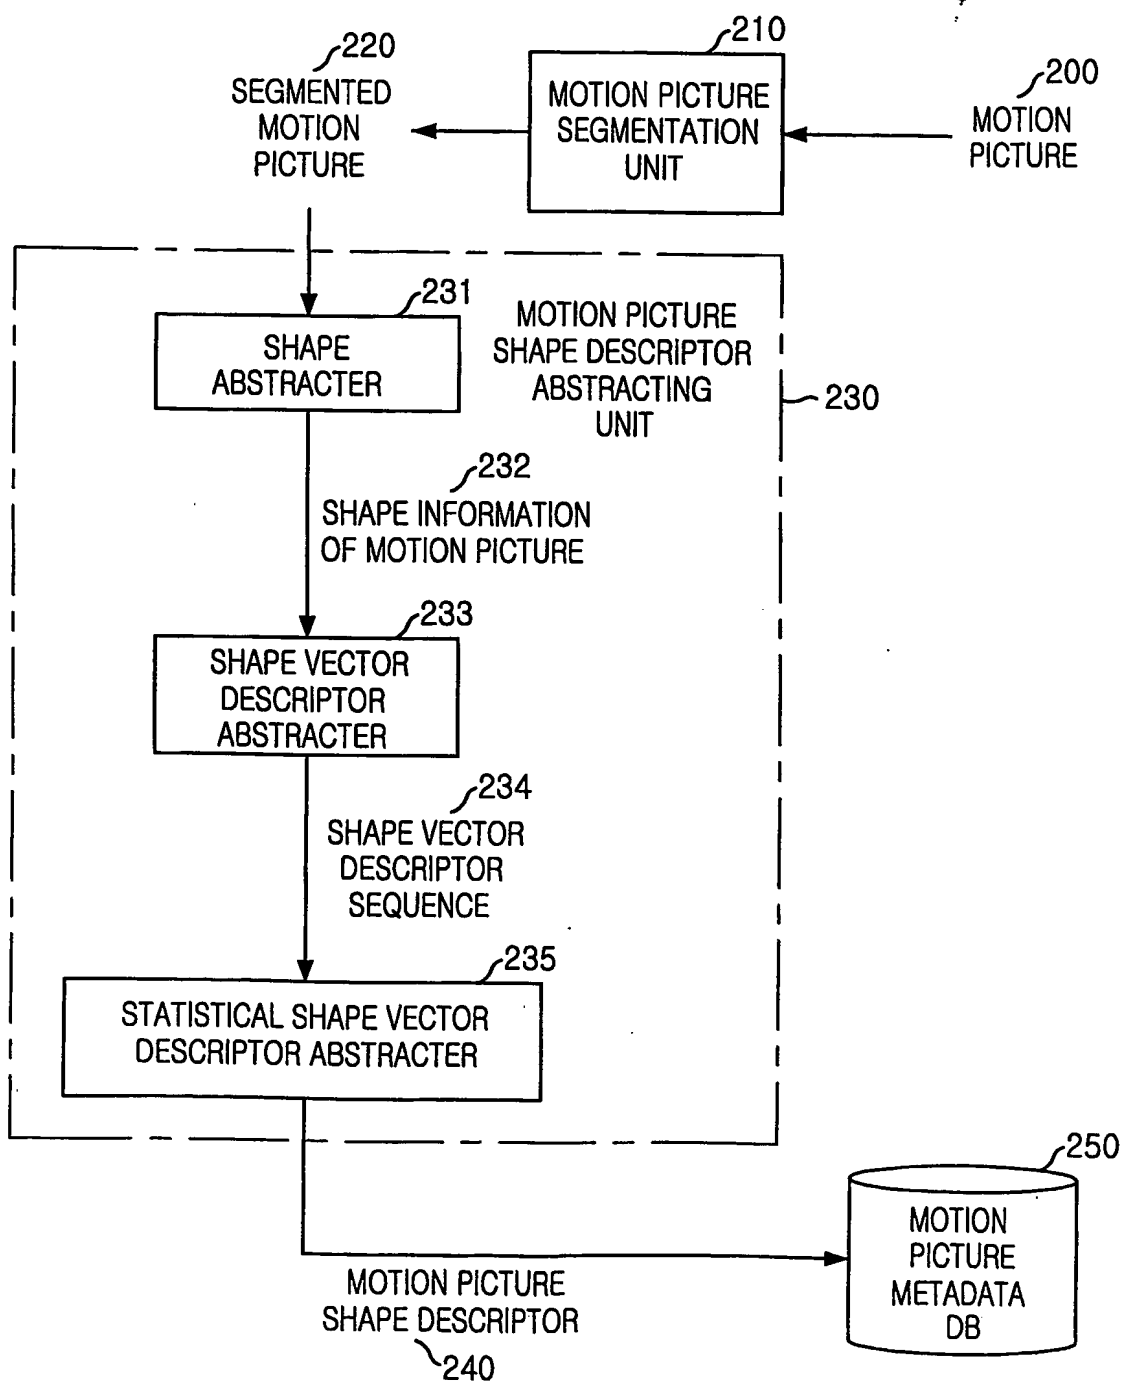 220
SEGMENTED
MOTION
PICTURE
210
MOTION PICTURE
SEGMENTATION
UNIT
200
MOTION
PICTURE
231
SHAPE
ABSTRACTER
MOTION PICTURE
SHAPE DESCRIPTOR
ABSTRACTING
UNIT
230
232
SHAPE INFORMATION
OF MOTION PICTURE
233
SHAPE VECTOR
DESCRIPTOR
ABSTRACTER
234
SHAPE VECTOR
DESCRIPTOR
SEQUENCE
235
STATISTICAL SHAPE VECTOR
DESCRIPTOR ABSTRACTER
250
MOTION
PICTURE
METADATA
DB
MOTION PICTURE
SHAPE DESCRIPTOR
240